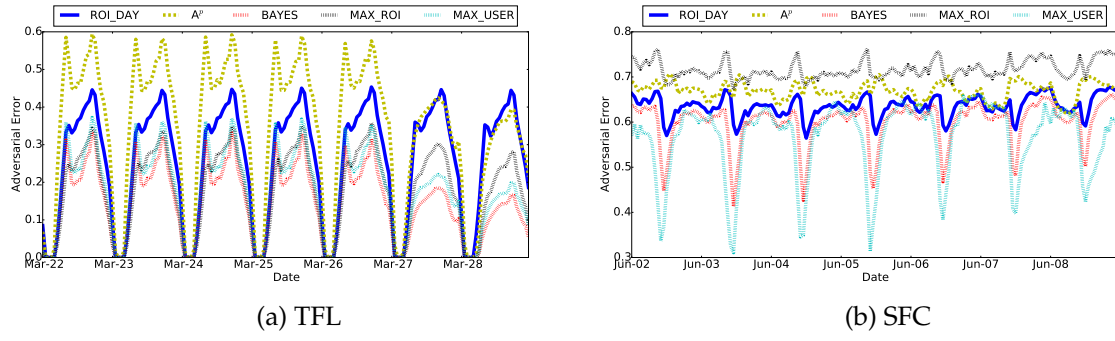 ROI_DAY Aᵖ BAYES MAX_ROI MAX_USER
0.6
0.5
0.4
0.3
0.2
0.1
0.0
Adversarial Error
Mar-22 Mar-23 Mar-24 Mar-25 Mar-26 Mar-27 Mar-28
Date
(a) TFL
ROI_DAY Aᵖ BAYES MAX_ROI MAX_USER
0.8
0.7
0.6
0.5
0.4
0.3
Adversarial Error
Jun-02 Jun-03 Jun-04 Jun-05 Jun-06 Jun-07 Jun-08
Date
(b) SFC